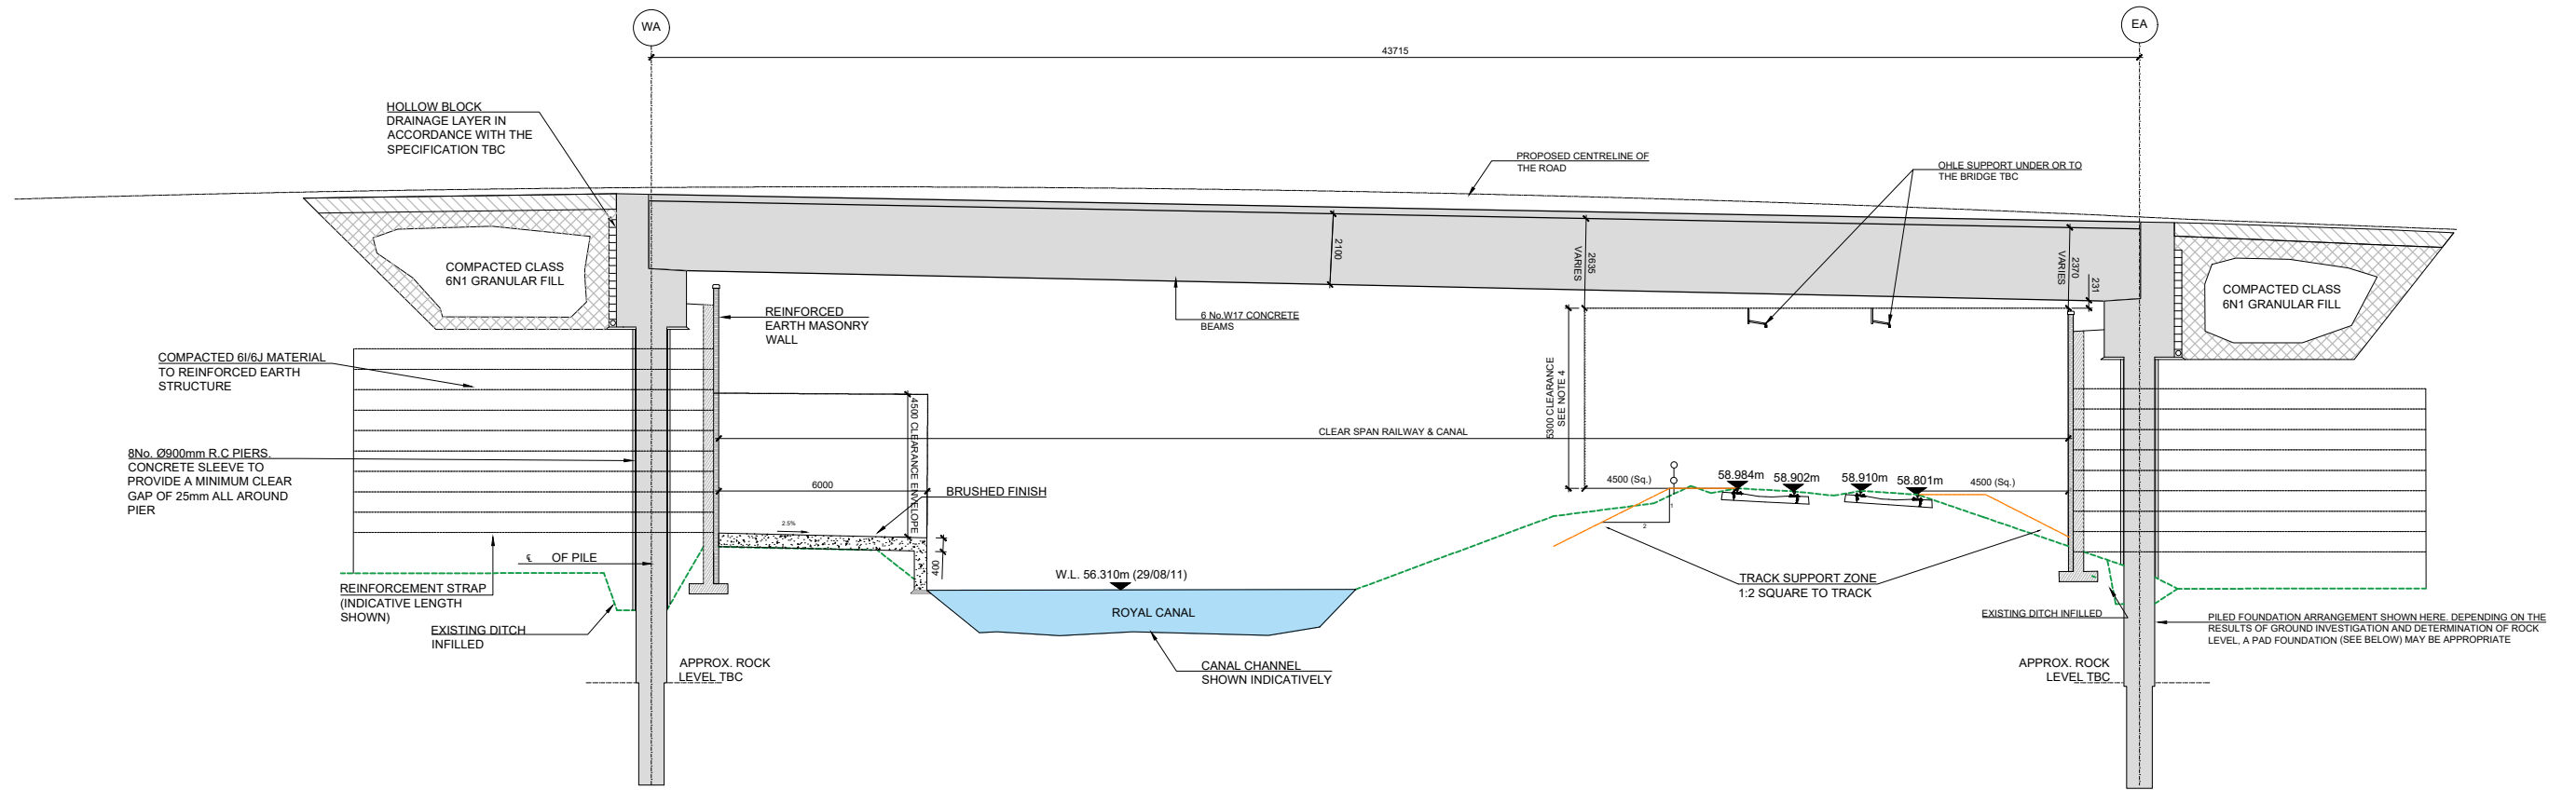 WA
EA
43715
HOLLOW BLOCK
DRAINAGE LAYER IN
ACCORDANCE WITH THE
SPECIFICATION TBC
PROPOSED CENTRELINE OF
THE ROAD
OHLE SUPPORT UNDER OR TO
THE BRIDGE TBC
COMPACTED CLASS
6N1 GRANULAR FILL
2100
2635
VARIES
2370
VARIES
231
COMPACTED CLASS
6N1 GRANULAR FILL
REINFORCED
EARTH MASONRY
WALL
6 No.W17 CONCRETE
BEAMS
COMPACTED 6I/6J MATERIAL
TO REINFORCED EARTH
STRUCTURE
4500 CLEARANCE ENVELOPE
5300 CLEARANCE
SEE NOTE 4
CLEAR SPAN RAILWAY & CANAL
8No. Ø900mm R.C PIERS.
CONCRETE SLEEVE TO
PROVIDE A MINIMUM CLEAR
GAP OF 25mm ALL AROUND
PIER
6000
BRUSHED FINISH
4500 (Sq.)
58.984m
58.902m
58.910m
58.801m
4500 (Sq.)
1
2
2.5%
400
℄ OF PILE
W.L. 56.310m (29/08/11)
ROYAL CANAL
TRACK SUPPORT ZONE
1:2 SQUARE TO TRACK
REINFORCEMENT STRAP
(INDICATIVE LENGTH
SHOWN)
EXISTING DITCH
INFILLED
EXISTING DITCH INFILLED
PILED FOUNDATION ARRANGEMENT SHOWN HERE. DEPENDING ON THE
RESULTS OF GROUND INVESTIGATION AND DETERMINATION OF ROCK
LEVEL, A PAD FOUNDATION (SEE BELOW) MAY BE APPROPRIATE
APPROX. ROCK
LEVEL TBC
CANAL CHANNEL
SHOWN INDICATIVELY
APPROX. ROCK
LEVEL TBC